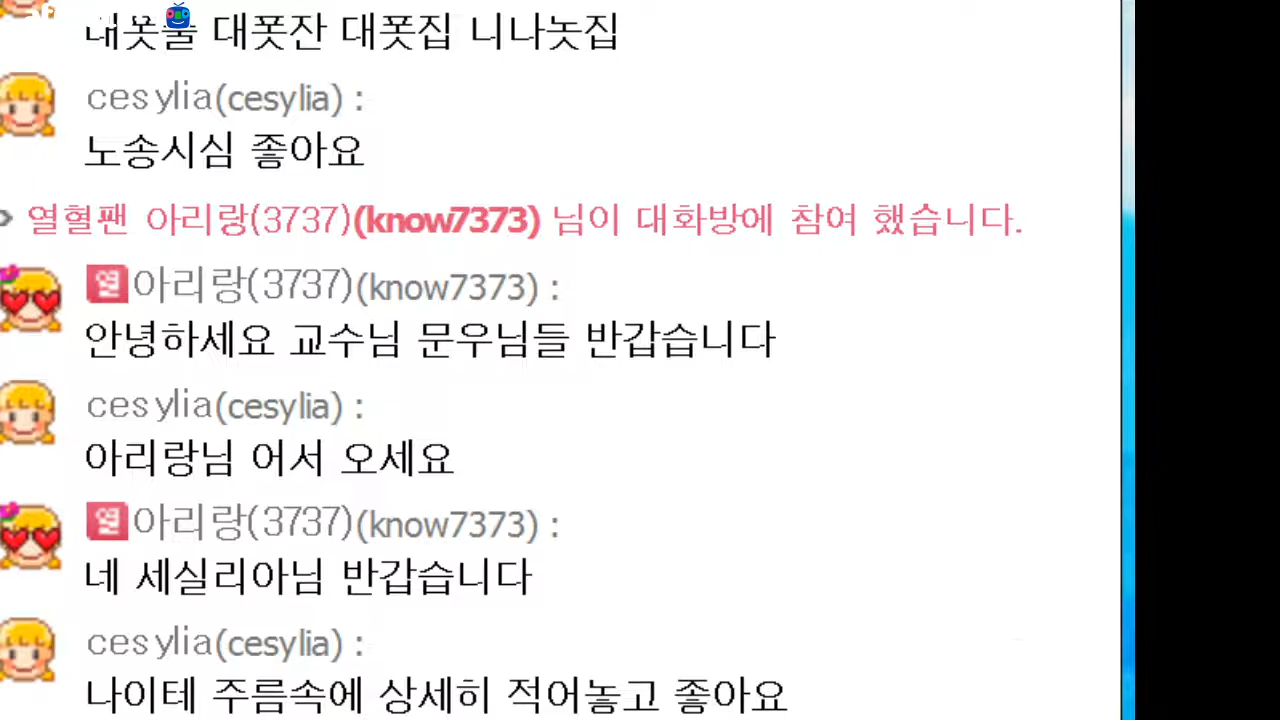 대폿잔 대폿집 니나놋집
cesylia(cesylia) :
노송시심 좋아요
열혈팬 아리랑(3737)(know7373) 님이 대화방에 참여 했습니다.
열아리랑(3737)(know7373) :
안녕하세요 교수님 문우님들 반갑습니다
cesylia(cesylia) :
아리랑님 어서 오세요
열아리랑(3737)(know7373) :
네 세실리아님 반갑습니다
cesylia(cesylia) :
나이테 주름속에 상세히 적어놓고 좋아요